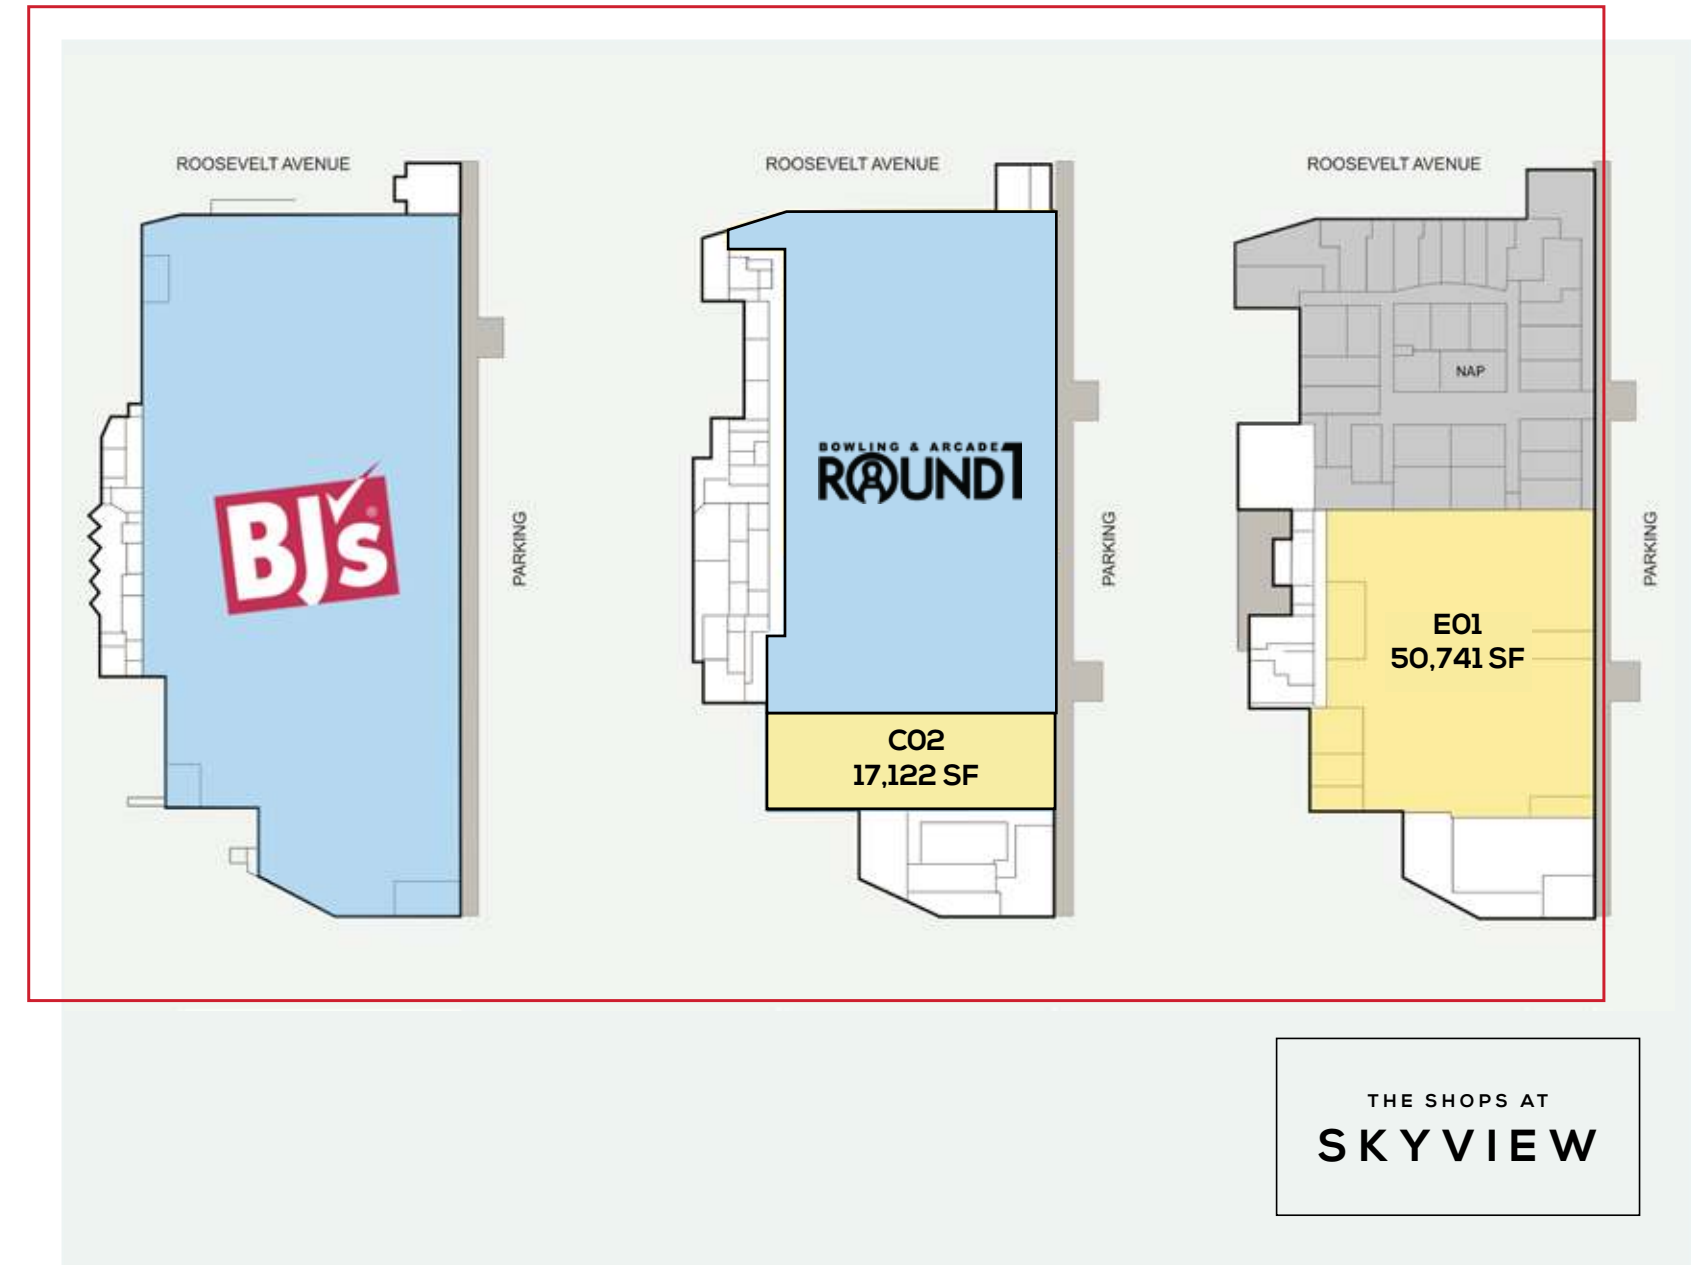 ROOSEVELT AVENUE
ROOSEVELT AVENUE
ROOSEVELT AVENUE
NAP
BOWLING & ARCADE
ROUND1
BJ's
®
PARKING
PARKING
PARKING
E01
50,741 SF
C02
17,122 SF
THE SHOPS AT
SKYVIEW